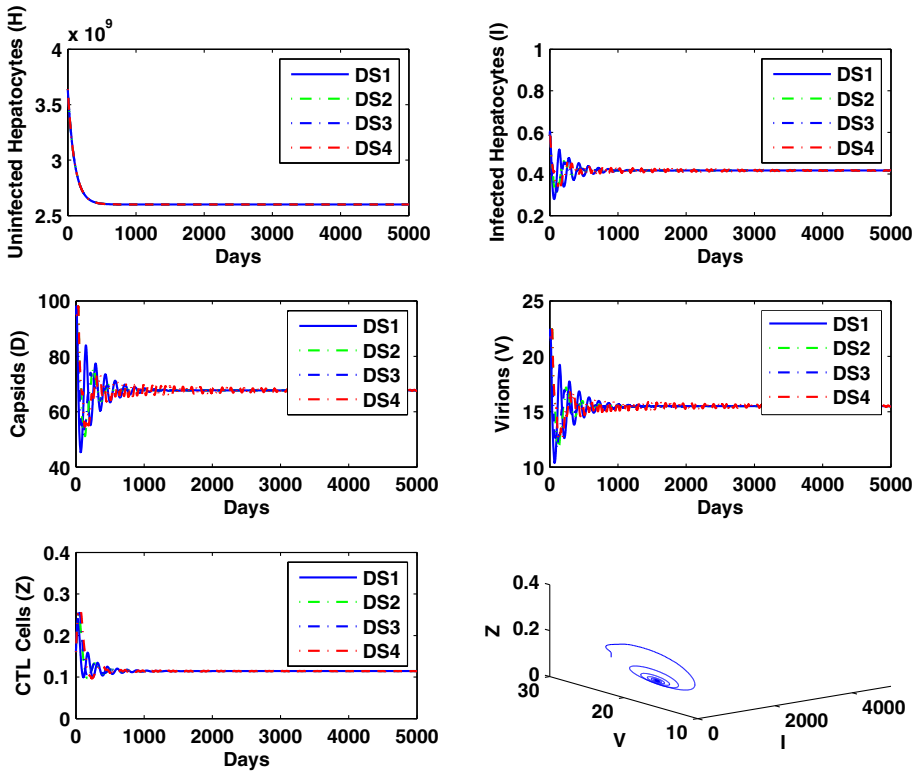 x 10^9
Uninfected Hepatocytes (H)
4
3.5
3
2.5
0 1000 2000 3000 4000 5000
Days
DS1
DS2
DS3
DS4
Infected Hepatocytes (I)
1
0.8
0.6
0.4
0.2
0 1000 2000 3000 4000 5000
Days
DS1
DS2
DS3
DS4
Capsids (D)
100
80
60
40
0 1000 2000 3000 4000 5000
Days
DS1
DS2
DS3
DS4
Virions (V)
25
20
15
10
0 1000 2000 3000 4000 5000
Days
DS1
DS2
DS3
DS4
CTL Cells (Z)
0.4
0.3
0.2
0.1
0
0 1000 2000 3000 4000 5000
Days
DS1
DS2
DS3
DS4
Z
0.4
0.2
0
30
20
10
V
0
2000
4000
I